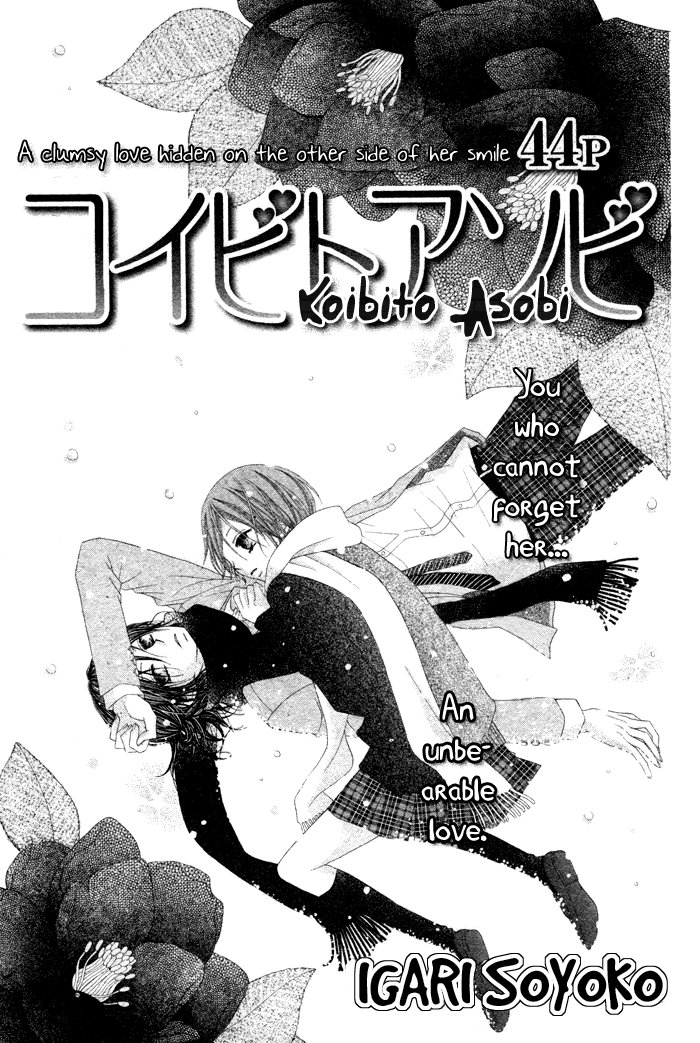 A clumsy love hidden on the other side of her smile 44P
コイビトアソビ
Koibito Asobi
You
who
cannot
forget
her...
An
unbe-
arable
love.
IGARI SOYOKO